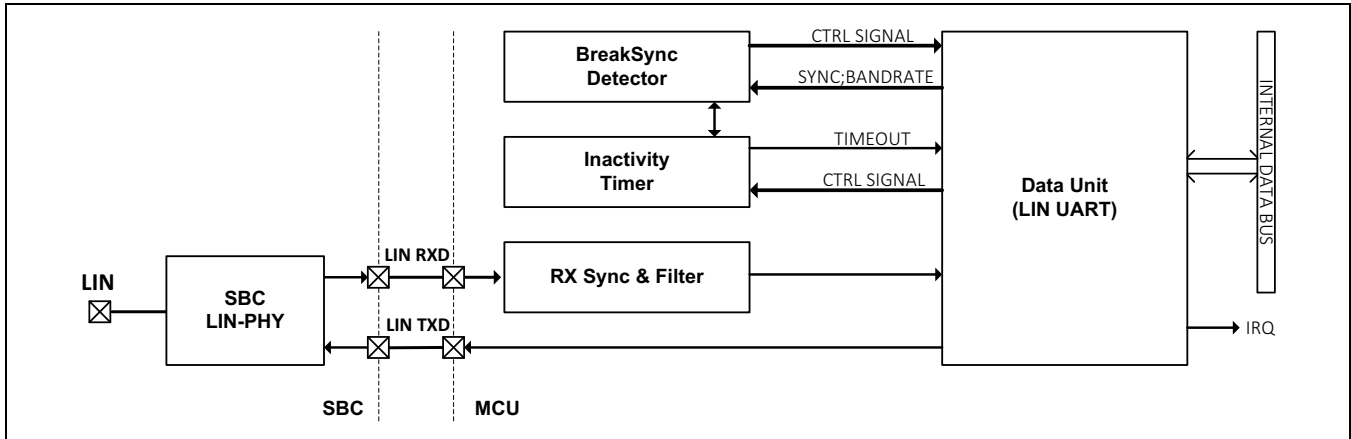 CTRL SIGNAL
BreakSync
Detector
SYNC;BANDRATE
TIMEOUT
Inactivity
Timer
CTRL SIGNAL
Data Unit
(LIN UART)
INTERNAL DATA BUS
LIN RXD
RX Sync & Filter
LIN
SBC
LIN-PHY
LIN TXD
IRQ
SBC
MCU